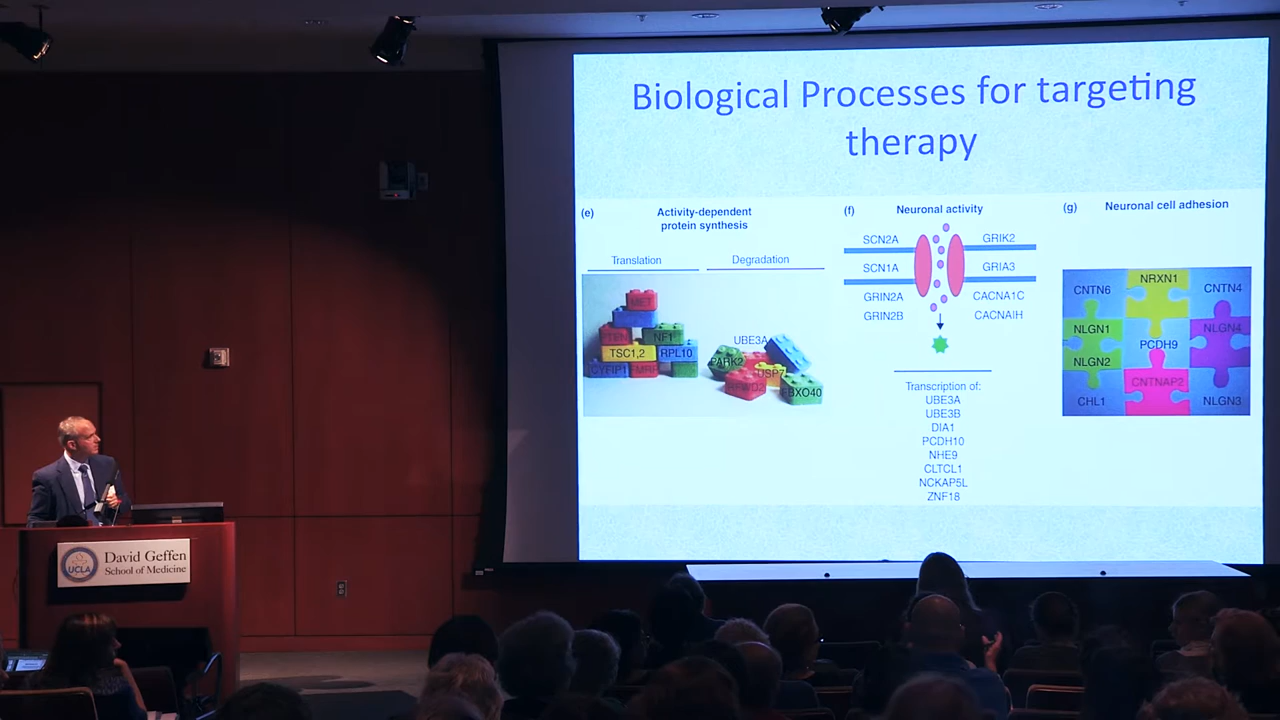 Biological Processes for targeting
therapy
(e)
Activity-dependent
protein synthesis
Translation
Degradation
MET
NF1
TSC1,2
RPL10
CYFIP1
FMRP
UBE3A
PARK2
USP7
FBXO40
(f)
Neuronal activity
SCN2A
GRIK2
SCN1A
GRIA3
GRIN2A
CACNA1C
GRIN2B
CACNAIH
Transcription of:
UBE3A
UBE3B
DIA1
PCDH10
NHE9
CLTCL1
NCKAP5L
ZNF18
(g)
Neuronal cell adhesion
NRXN1
CNTN6
CNTN4
NLGN1
NLGN4
PCDH9
NLGN2
CNTNAP2
CHL1
NLGN3
UCLA
David Geffen
School of Medicine